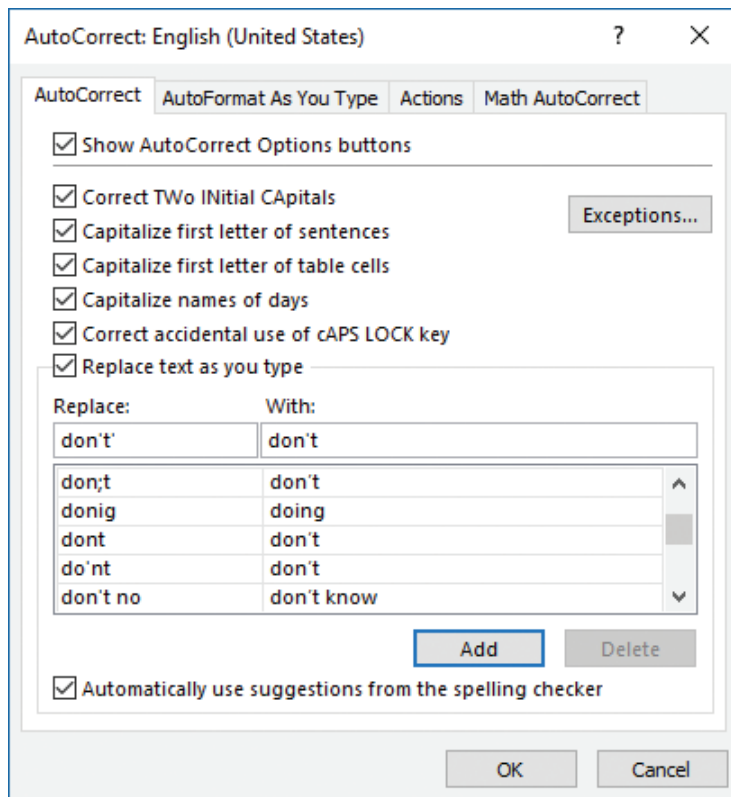 AutoCorrect: English (United States) ?
AutoCorrect AutoFormat As You Type Actions Math AutoCorrect
Show AutoCorrect Options buttons
Correct TWo INitial CApitals
Exceptions...
Capitalize first letter of sentences
Capitalize first letter of table cells
Capitalize names of days
Correct accidental use of cAPS LOCK key
Replace text as you type
Replace: With:
don't' don't
don;t don't
donig doing
dont don't
do'nt don't
don't no don't know
Add Delete
Automatically use suggestions from the spelling checker
OK Cancel